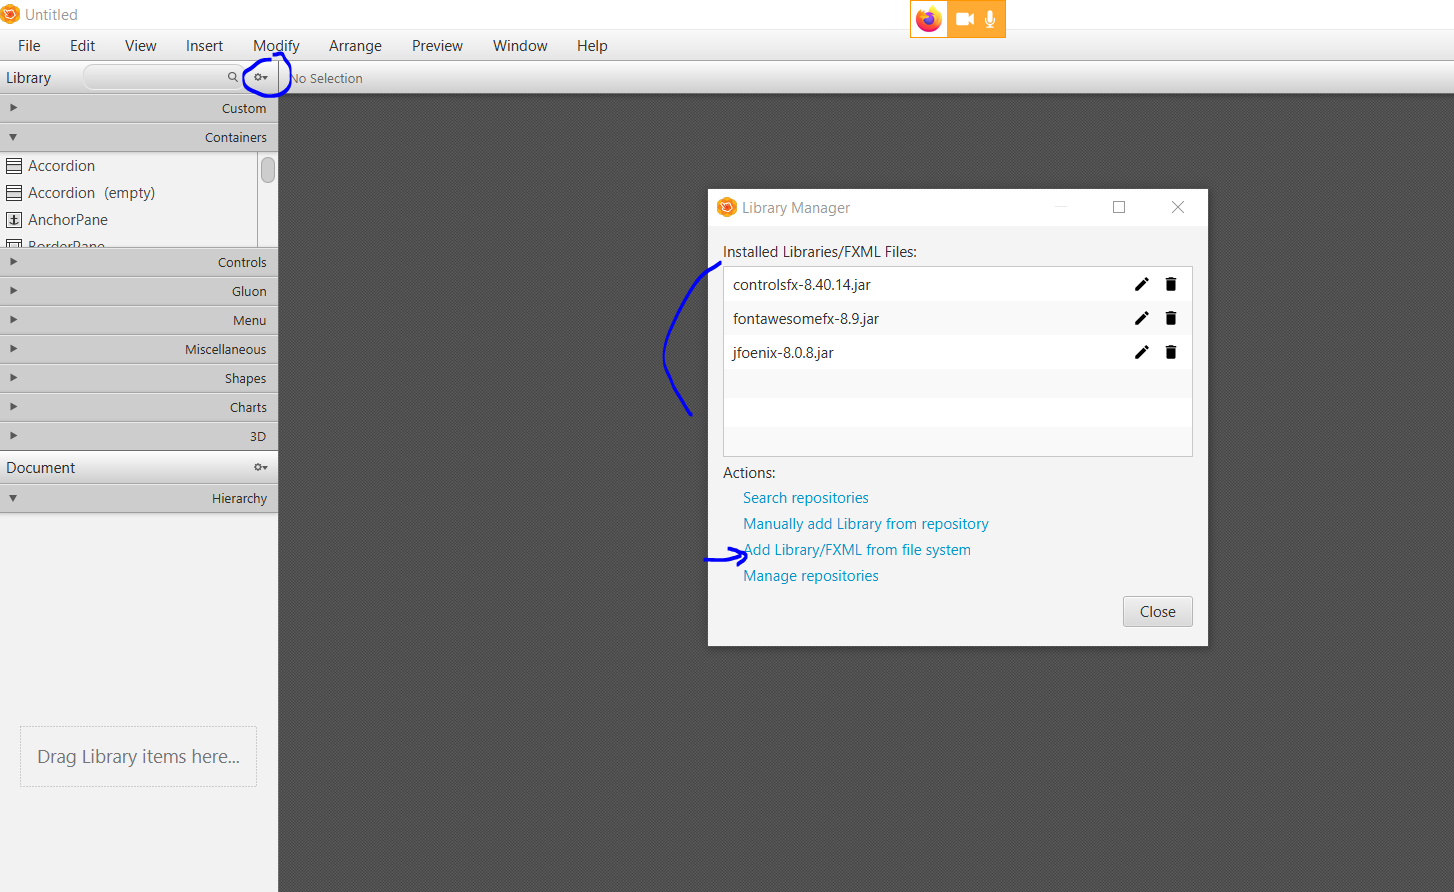 Untitled
File Edit View Insert Modify Arrange Preview Window Help
Library
No Selection
Custom
Containers
Accordion
Accordion (empty)
AnchorPane
BorderPane
Controls
Gluon
Menu
Miscellaneous
Shapes
Charts
3D
Document
Hierarchy
Drag Library items here...
Library Manager
Installed Libraries/FXML Files:
controlsfx-8.40.14.jar
fontawesomefx-8.9.jar
jfoenix-8.0.8.jar
Actions:
Search repositories
Manually add Library from repository
Add Library/FXML from file system
Manage repositories
Close